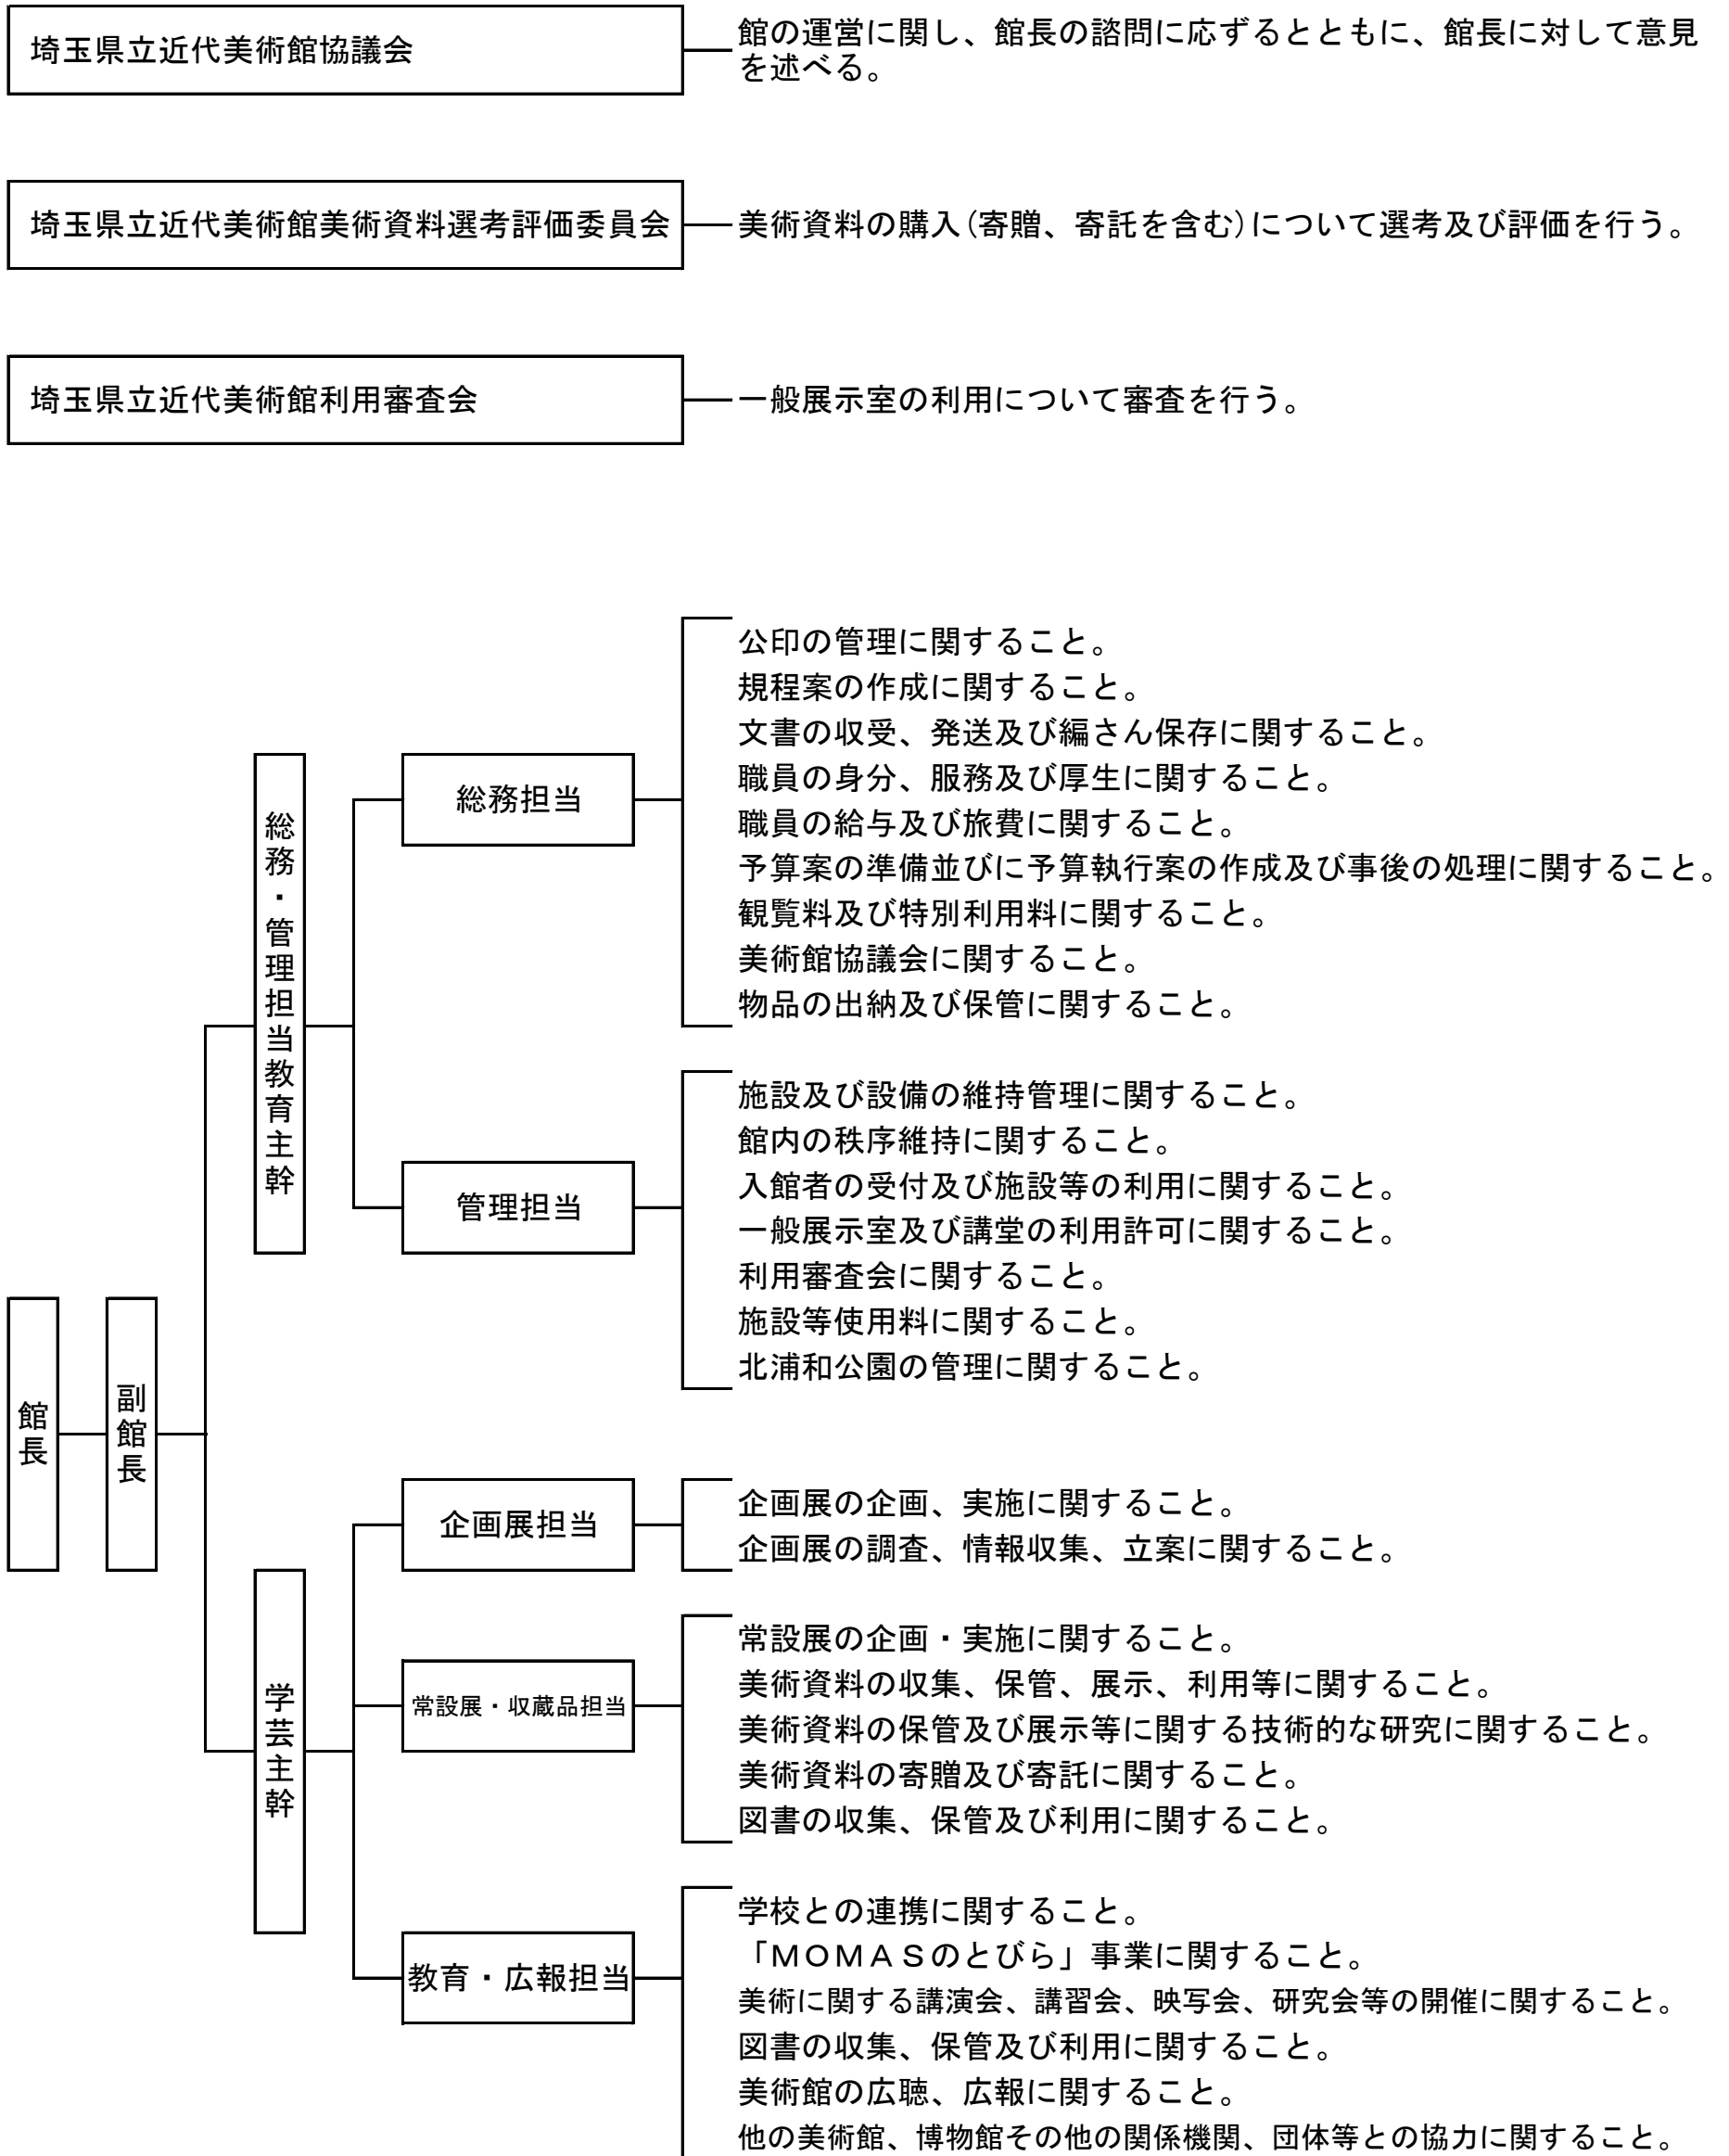 埼玉県立近代美術館協議会
館の運営に関し、館長の諮問に応ずるとともに、館長に対して意見
を述べる。
埼玉県立近代美術館美術資料選考評価委員会
美術資料の購入(寄贈、寄託を含む)について選考及び評価を行う。
埼玉県立近代美術館利用審査会
一般展示室の利用について審査を行う。
館長
副館長
総務・管理担当教育主幹
総務担当
公印の管理に関すること。
規程案の作成に関すること。
文書の収受、発送及び編さん保存に関すること。
職員の身分、服務及び厚生に関すること。
職員の給与及び旅費に関すること。
予算案の準備並びに予算執行案の作成及び事後の処理に関すること。
観覧料及び特別利用料に関すること。
美術館協議会に関すること。
物品の出納及び保管に関すること。
管理担当
施設及び設備の維持管理に関すること。
館内の秩序維持に関すること。
入館者の受付及び施設等の利用に関すること。
一般展示室及び講堂の利用許可に関すること。
利用審査会に関すること。
施設等使用料に関すること。
北浦和公園の管理に関すること。
学芸主幹
企画展担当
企画展の企画、実施に関すること。
企画展の調査、情報収集、立案に関すること。
常設展・収蔵品担当
常設展の企画・実施に関すること。
美術資料の収集、保管、展示、利用等に関すること。
美術資料の保管及び展示等に関する技術的な研究に関すること。
美術資料の寄贈及び寄託に関すること。
図書の収集、保管及び利用に関すること。
教育・広報担当
学校との連携に関すること。
「ＭＯＭＡＳのとびら」事業に関すること。
美術に関する講演会、講習会、映写会、研究会等の開催に関すること。
図書の収集、保管及び利用に関すること。
美術館の広聴、広報に関すること。
他の美術館、博物館その他の関係機関、団体等との協力に関すること。